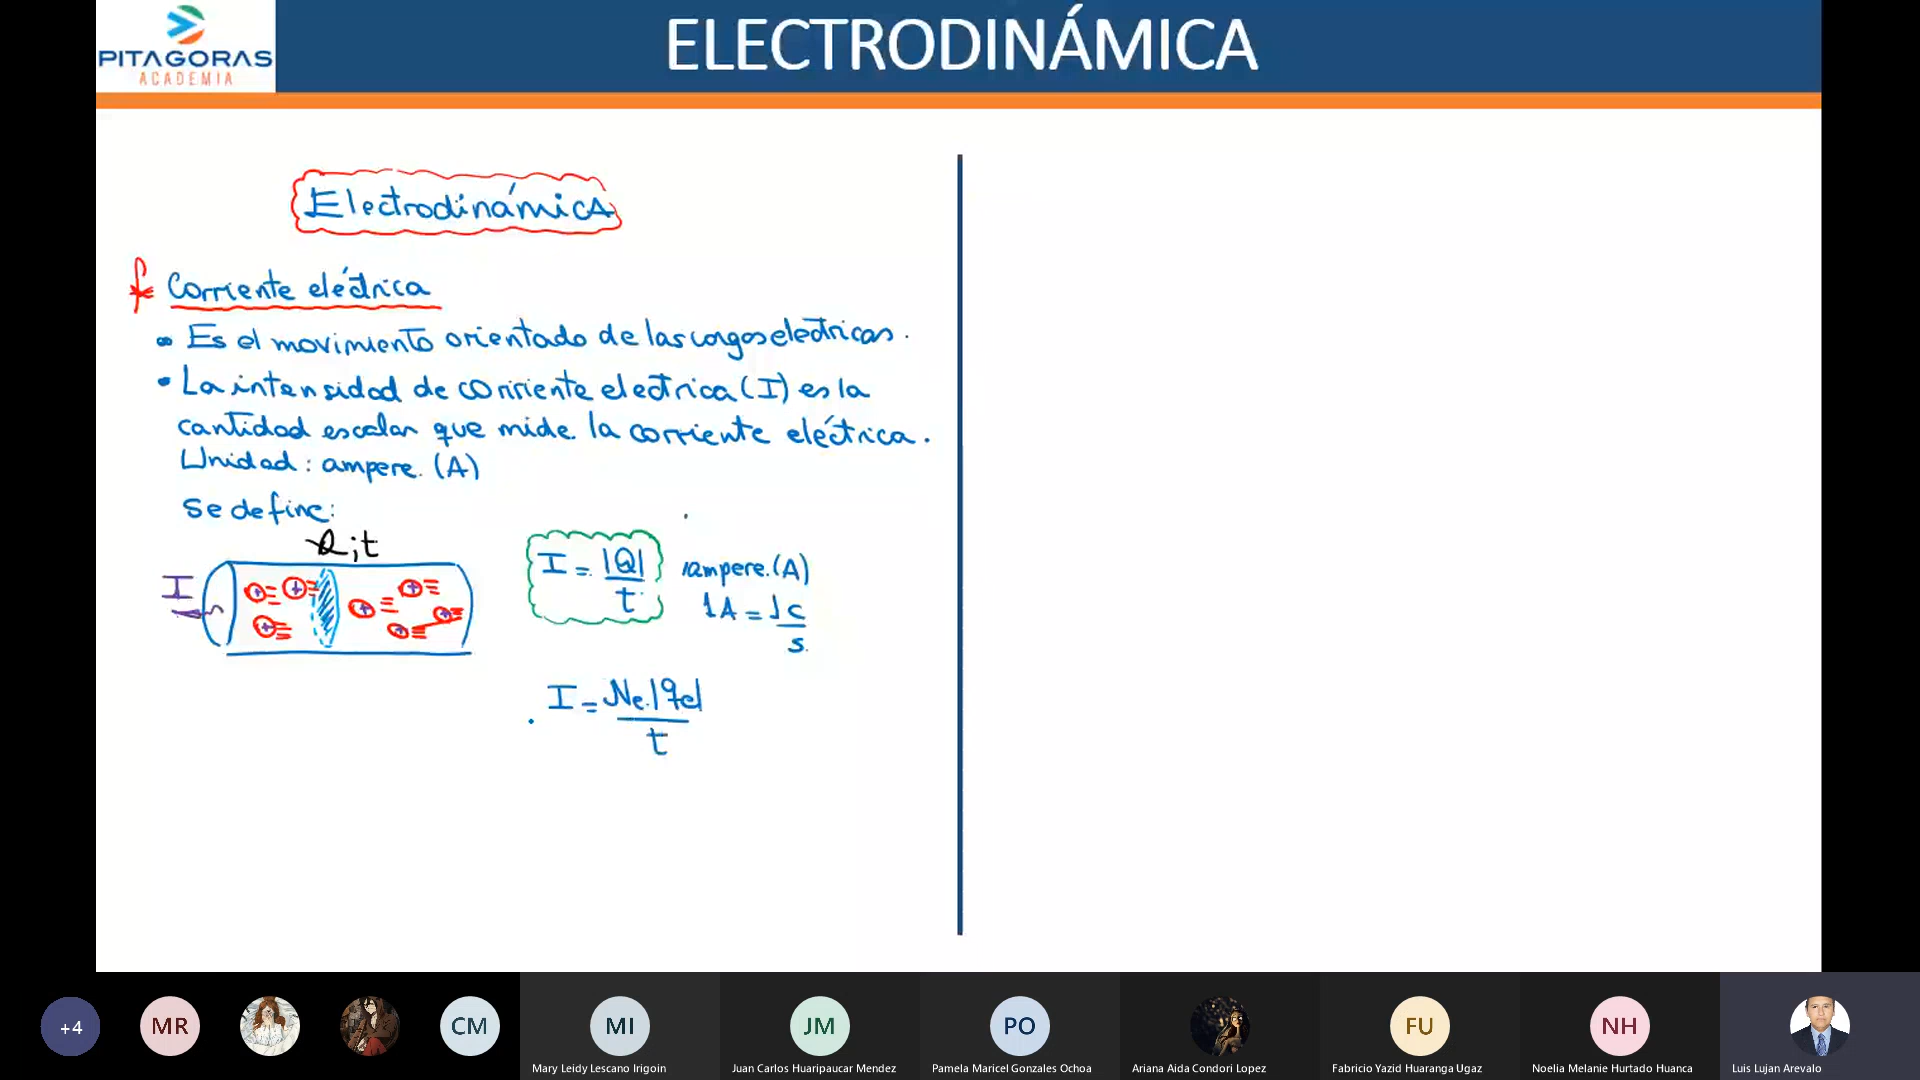 PITAGORAS
ACADEMIA
ELECTRODINÁMICA
Electrodinámica
Corriente eléctrica
Es el movimiento orientado de las cargas electricas.
• La intensidad de corriente electrica (I) es la
cantidad escalar que mide la corriente eléctrica.
Unidad: ampere (A)
Se define:
Q;t
I
I = |Q|/t
ampere (A)
1A = 1 C/s
I = Ne.|qe|/t
+4
MR
CM
MI
JM
PO
FU
NH
Mary Leidy Lescano Irigoin
Juan Carlos Huaripaucar Mendez
Pamela Maricel Gonzales Ochoa
Ariana Aida Condori Lopez
Fabricio Yazid Huaranga Ugaz
Noelia Melanie Hurtado Huanca
Luis Lujan Arevalo